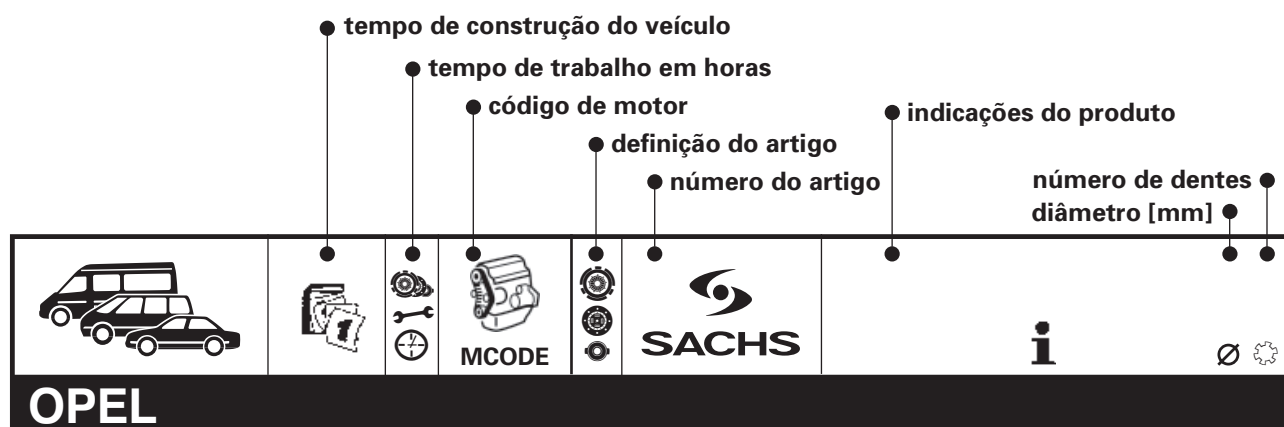 tempo de construção do veículo
tempo de trabalho em horas
código de motor
indicações do produto
definição do artigo
número do artigo
número de dentes
diâmetro [mm]
1
MCODE
SACHS
i
Ø
OPEL